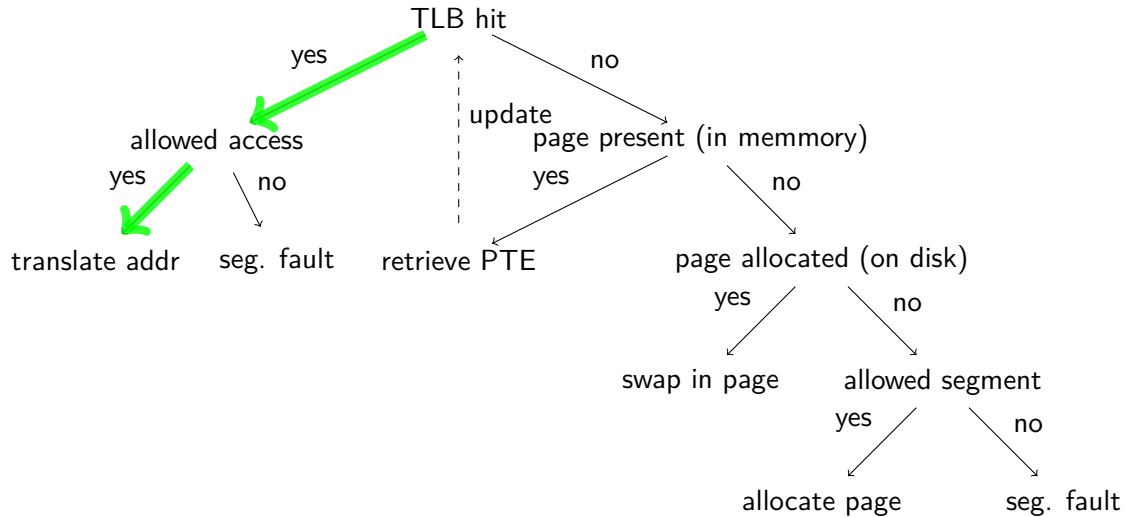 TLB hit
yes
no
update
allowed access
page present (in memmory)
yes
no
yes
no
translate addr
seg. fault
retrieve PTE
page allocated (on disk)
yes
no
swap in page
allowed segment
yes
no
allocate page
seg. fault